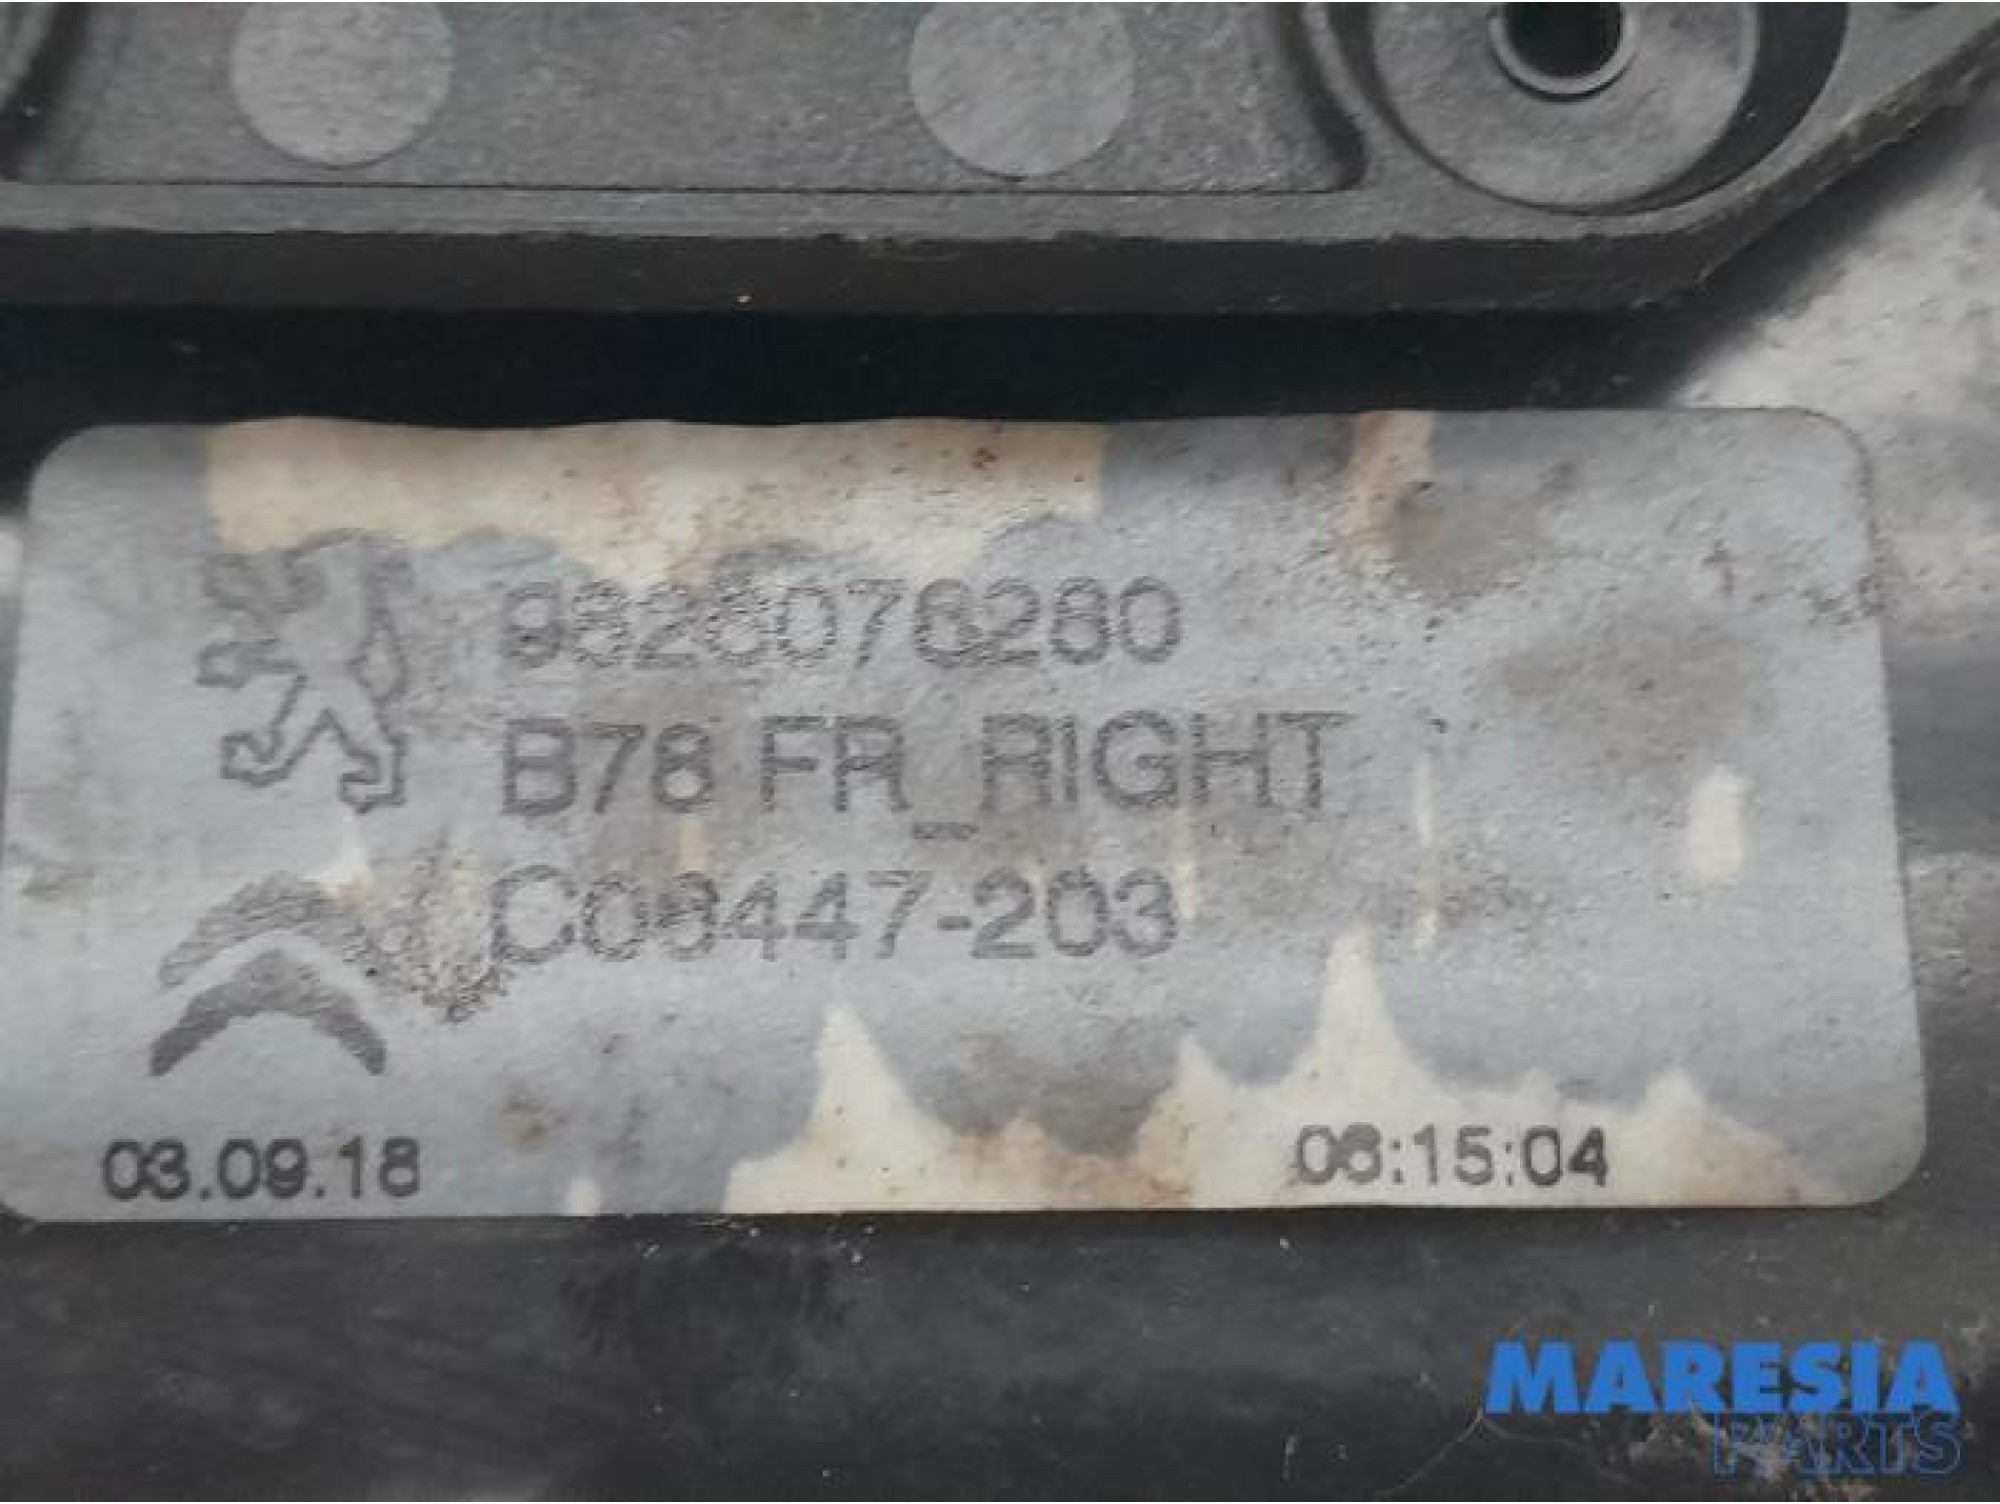 9826076280
B78 FR_RIGHT
C08447-203
03.09.18
06:15:04
MARESIA
PARTS